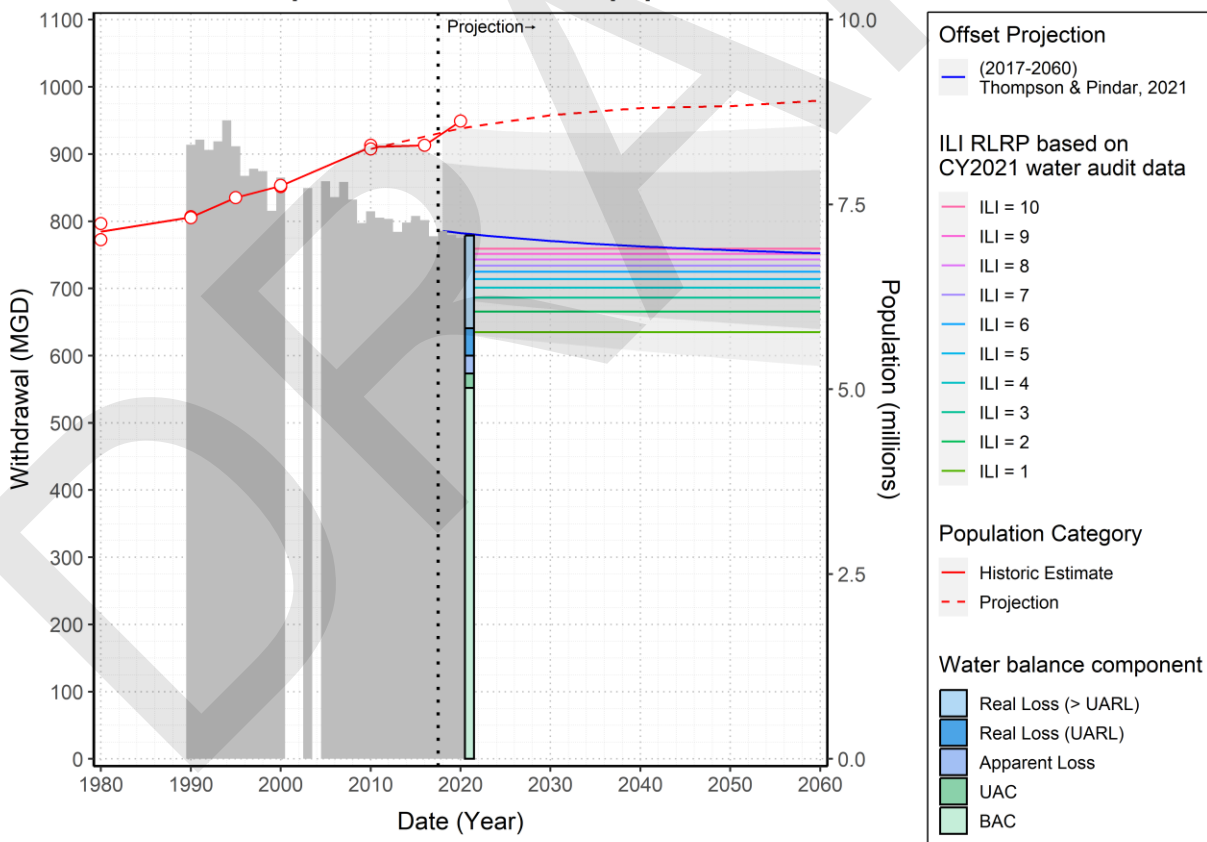 Projection→
1100
1000
900
800
700
600
500
400
300
200
100
0
Withdrawal (MGD)
10.0
7.5
5.0
2.5
0.0
Population (millions)
1980
1990
2000
2010
2020
2030
2040
2050
2060
Date (Year)
Offset Projection
(2017-2060)
Thompson & Pindar, 2021
ILI RLRP based on
CY2021 water audit data
ILI = 10
ILI = 9
ILI = 8
ILI = 7
ILI = 6
ILI = 5
ILI = 4
ILI = 3
ILI = 2
ILI = 1
Population Category
Historic Estimate
Projection
Water balance component
Real Loss (> UARL)
Real Loss (UARL)
Apparent Loss
UAC
BAC
DRA